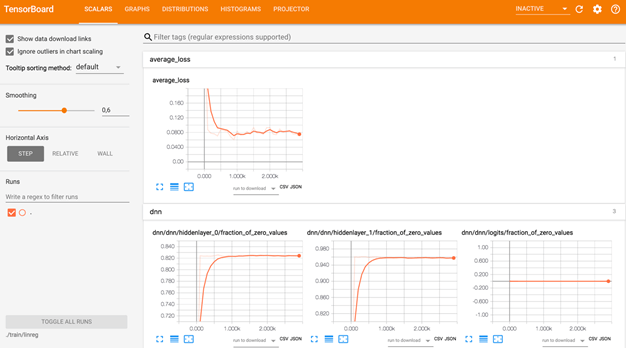 TensorBoard SCALARS GRAPHS DISTRIBUTIONS HISTOGRAMS PROJECTOR INACTIVE
Show data download links
Ignore outliers in chart scaling
Tooltip sorting method: default
Smoothing
0,6
Horizontal Axis
STEP RELATIVE WALL
Runs
Write a regex to filter runs
.
TOGGLE ALL RUNS
./train/linreg
Filter tags (regular expressions supported)
average_loss 1
average_loss
0.160
0.120
0.0800
0.0400
0.00
0.000 1.000k 2.000k
run to download CSV JSON
dnn 3
dnn/dnn/hiddenlayer_0/fraction_of_zero_values
0.840
0.800
0.760
0.720
0.000 1.000k 2.000k
run to download CSV JSON
dnn/dnn/hiddenlayer_1/fraction_of_zero_values
0.980
0.940
0.900
0.860
0.820
0.000 1.000k 2.000k
run to download CSV JSON
dnn/dnn/logits/fraction_of_zero_values
1.00
0.600
0.200
-0.200
-0.600
-1.00
0.000 1.000k 2.000k
run to download CSV JSON